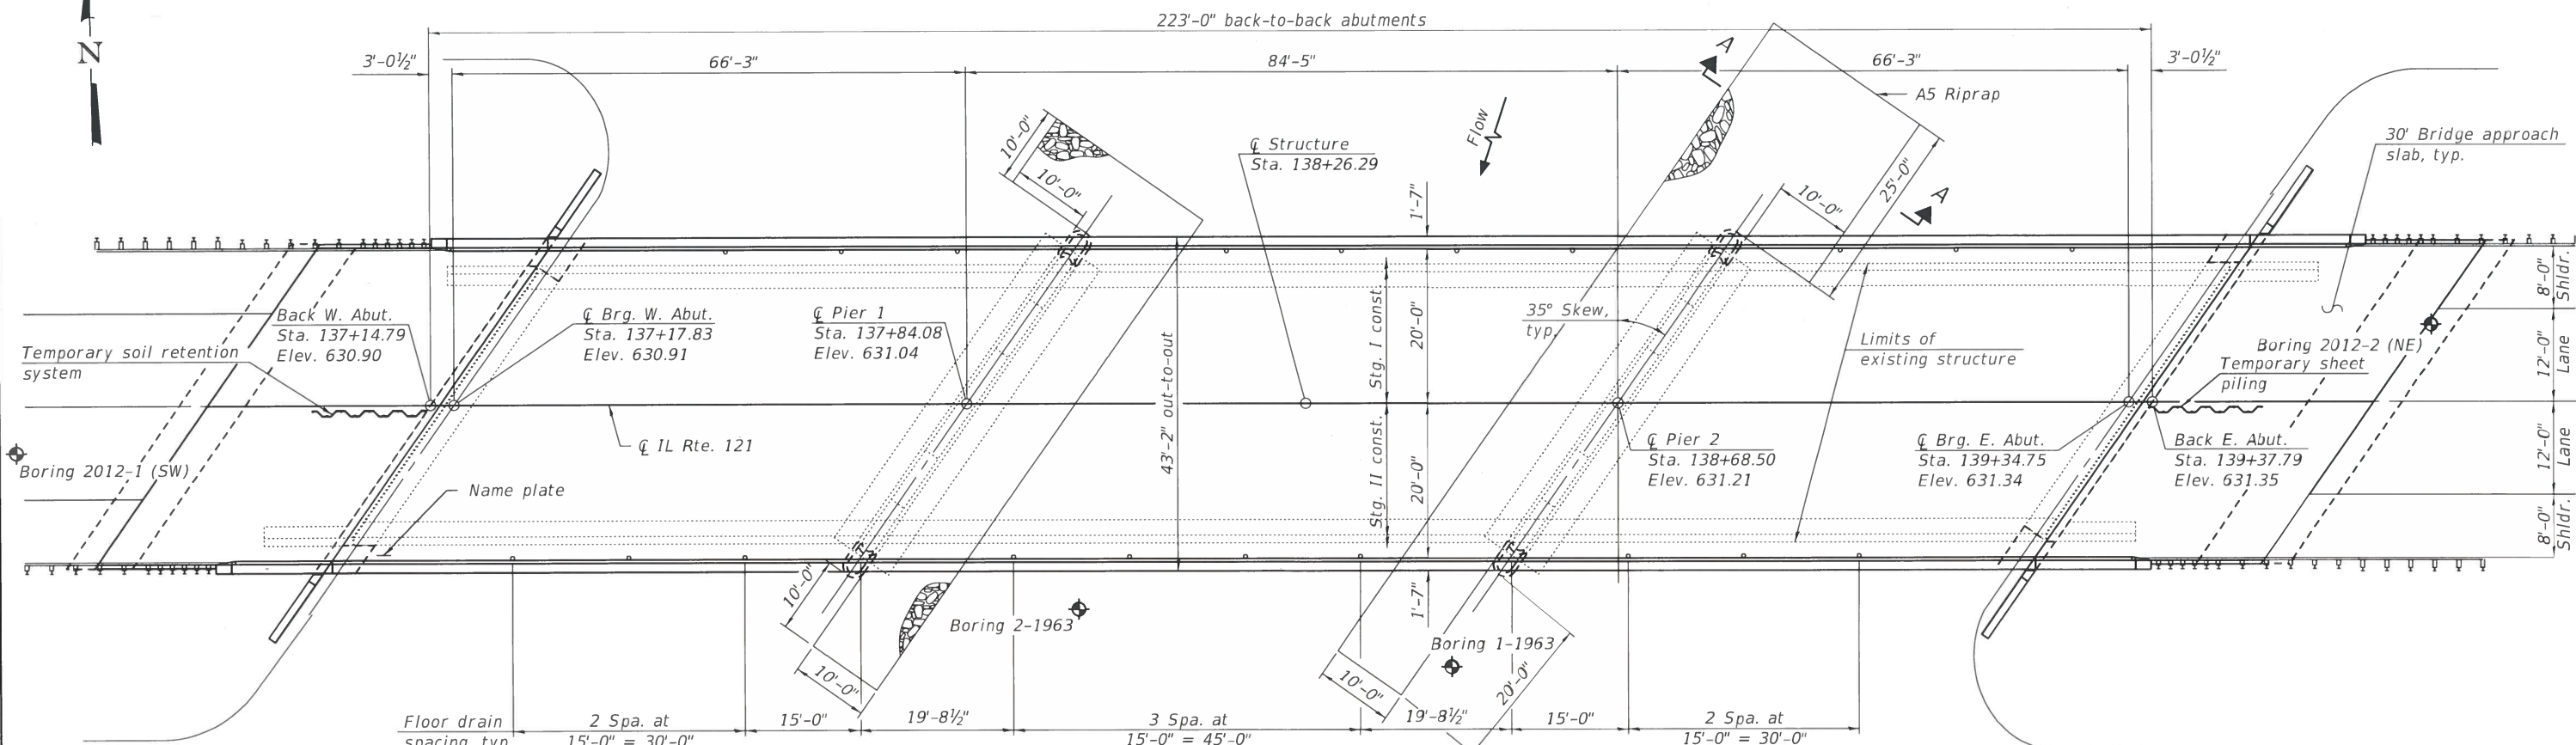 223'-0" back-to-back abutments
N
3'-0½"
66'-3"
84'-5"
66'-3"
3'-0½"
A
A5 Riprap
10'-0"
10'-0"
Flow
℄ Structure
Sta. 138+26.29
1'-7"
10'-0"
25'-0"
A
30' Bridge approach
slab, typ.
Back W. Abut.
Sta. 137+14.79
Elev. 630.90
℄ Brg. W. Abut.
Sta. 137+17.83
Elev. 630.91
℄ Pier 1
Sta. 137+84.08
Elev. 631.04
43'-2" out-to-out
Stg. I const.
20'-0"
35° Skew,
typ.
Limits of
existing structure
Boring 2012-2 (NE)
Temporary sheet
piling
8'-0"
Shldr.
12'-0"
Lane
Temporary soil retention
system
℄ IL Rte. 121
Boring 2012-1 (SW)
Name plate
Stg. II const.
20'-0"
℄ Pier 2
Sta. 138+68.50
Elev. 631.21
℄ Brg. E. Abut.
Sta. 139+34.75
Elev. 631.34
Back E. Abut.
Sta. 139+37.79
Elev. 631.35
12'-0"
Lane
8'-0"
Shldr.
10'-0"
10'-0"
Boring 2-1963
1'-7"
Boring 1-1963
10'-0"
20'-0"
Floor drain
spacing typ.
2 Spa. at
15'-0" = 30'-0"
15'-0"
19'-8½"
3 Spa. at
15'-0" = 45'-0"
19'-8½"
15'-0"
2 Spa. at
15'-0" = 30'-0"